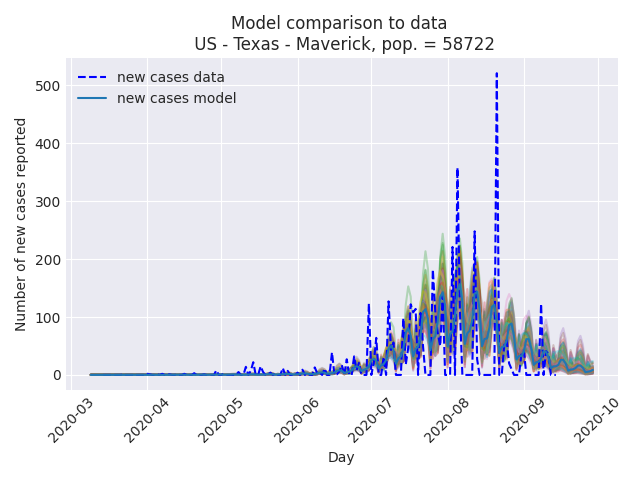 Model comparison to data
US - Texas - Maverick, pop. = 58722
new cases data
new cases model
Number of new cases reported
500
400
300
200
100
0
2020-03
2020-04
2020-05
2020-06
2020-07
2020-08
2020-09
2020-10
Day